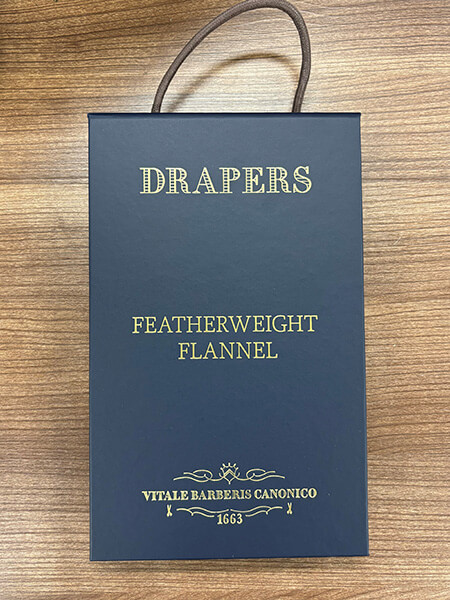 DRAPERS
FEATHERWEIGHT
FLANNEL
VITALE BARBERIS CANONICO
1663